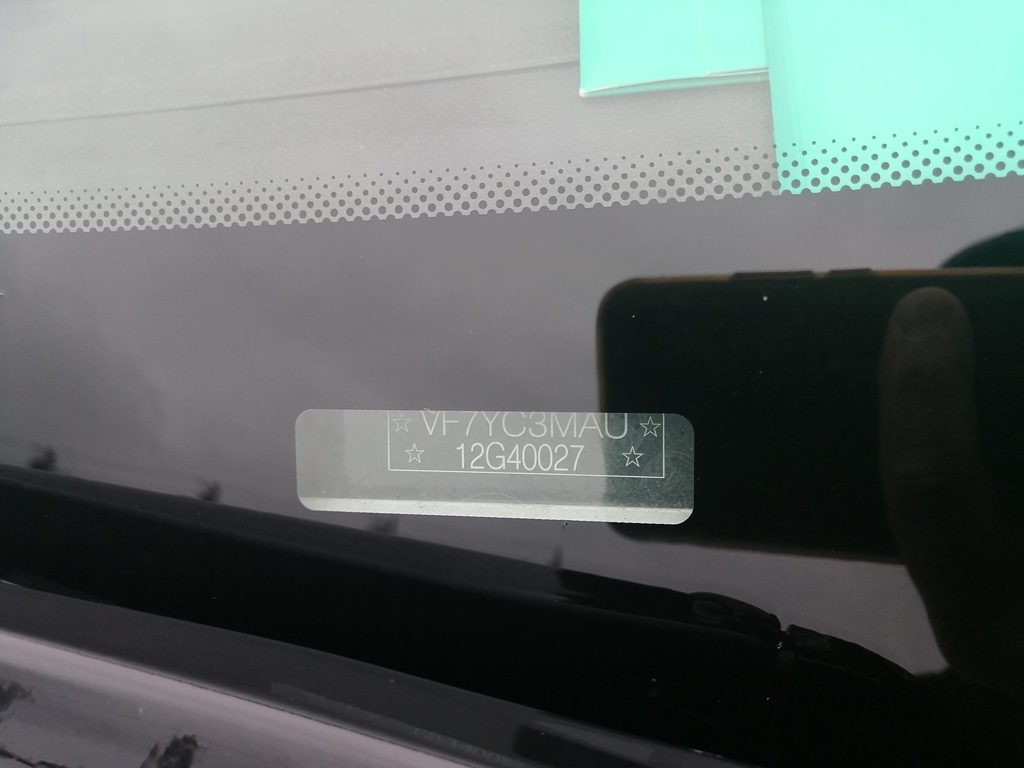 ☆ VF7YC3MAU ☆
☆ 12G40027 ☆